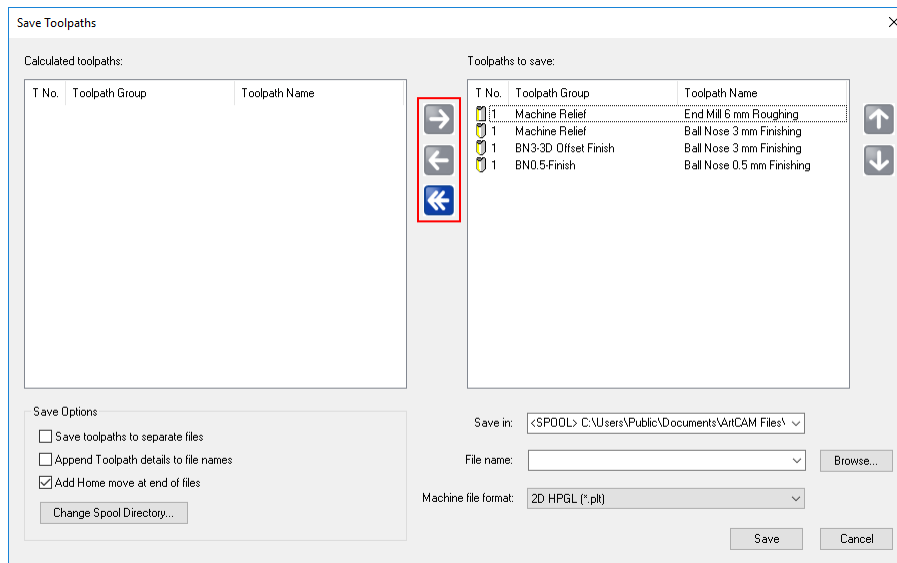 Save Toolpaths
Calculated toolpaths:
T No. Toolpath Group Toolpath Name
Toolpaths to save:
T No. Toolpath Group Toolpath Name
1 Machine Relief End Mill 6 mm Roughing
1 Machine Relief Ball Nose 3 mm Finishing
1 BN3-3D Offset Finish Ball Nose 3 mm Finishing
1 BN0.5-Finish Ball Nose 0.5 mm Finishing
Save Options
Save toolpaths to separate files
Append Toolpath details to file names
Add Home move at end of files
Change Spool Directory...
Save in: <SPOOL> C:\Users\Public\Documents\ArtCAM Files\
File name: Browse...
Machine file format: 2D HPGL (*.plt)
Save Cancel